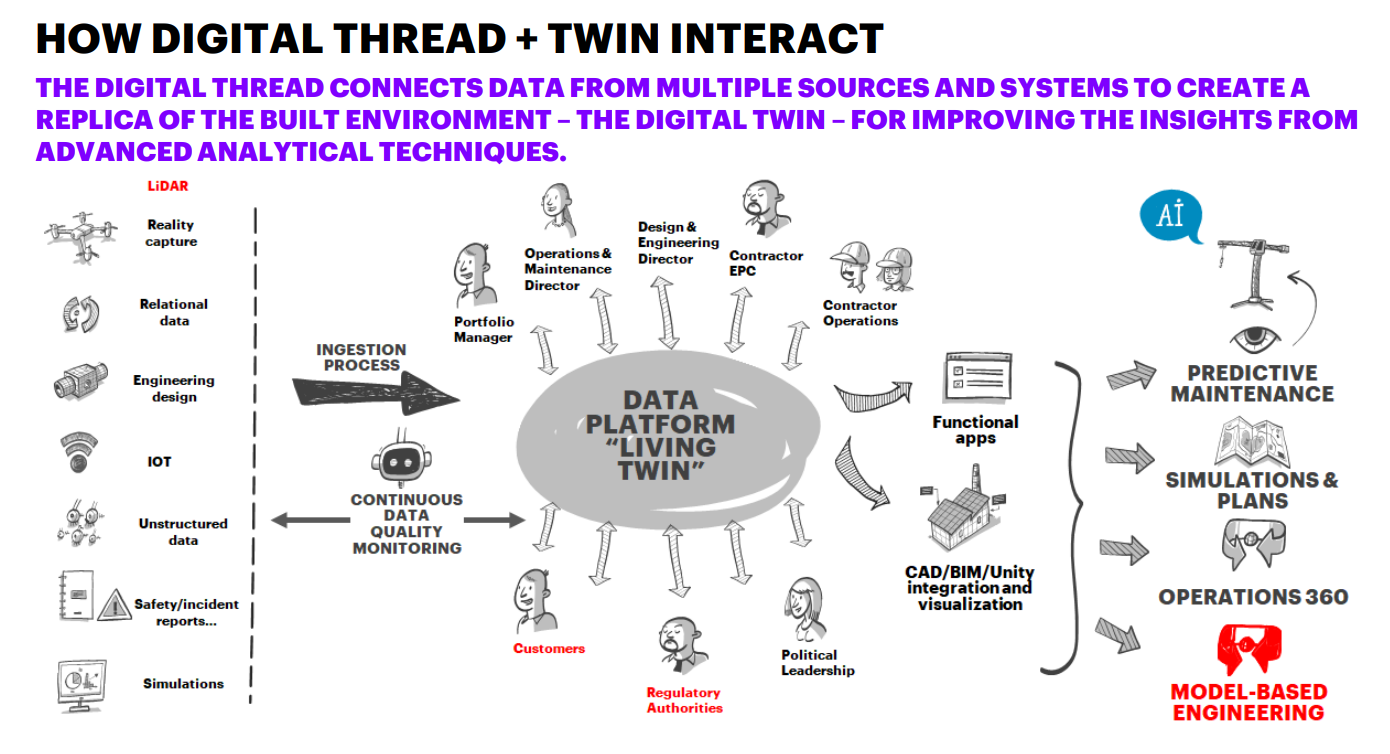 HOW DIGITAL THREAD + TWIN INTERACT
THE DIGITAL THREAD CONNECTS DATA FROM MULTIPLE SOURCES AND SYSTEMS TO CREATE A
REPLICA OF THE BUILT ENVIRONMENT – THE DIGITAL TWIN – FOR IMPROVING THE INSIGHTS FROM
ADVANCED ANALYTICAL TECHNIQUES.
LiDAR
Reality
capture
Relational
data
Engineering
design
IOT
Unstructured
data
Safety/incident
reports...
Simulations
INGESTION
PROCESS
CONTINUOUS
DATA
QUALITY
MONITORING
Portfolio
Manager
Operations &
Maintenance
Director
Design &
Engineering
Director
Contractor
EPC
Contractor
Operations
DATA
PLATFORM
“LIVING
TWIN”
Customers
Regulatory
Authorities
Political
Leadership
Functional
apps
CAD/BIM/Unity
integration and
visualization
AI
PREDICTIVE
MAINTENANCE
SIMULATIONS &
PLANS
OPERATIONS 360
MODEL-BASED
ENGINEERING